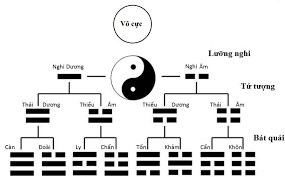 Vô cực
Lưỡng nghi
Nghi Dương
Nghi Âm
Tứ tượng
Thái Dương
Thiếu Âm
Thiếu Dương
Thái Âm
Bát quái
Càn
Đoài
Ly
Chấn
Tốn
Khảm
Cấn
Khôn